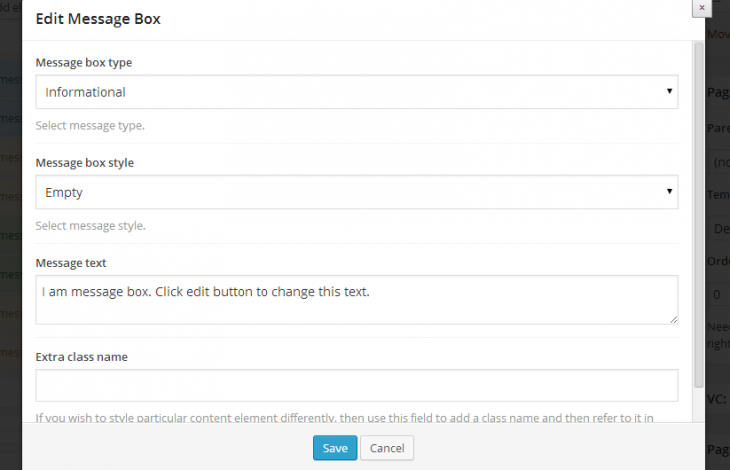 Edit Message Box
×
Message box type
Informational
Select message type.
Message box style
Empty
Select message style.
Message text
I am message box. Click edit button to change this text.
Extra class name
If you wish to style particular content element differently, then use this field to add a class name and then refer to it in
Save
Cancel
0
VC: